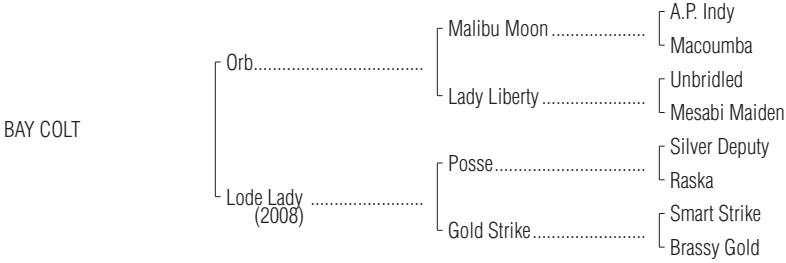 A.P. Indy
Malibu Moon .....................
Macoumba
Orb..................................
Unbridled
Lady Liberty .......................
Mesabi Maiden
BAY COLT
Silver Deputy
Posse.................................
Raska
Lode Lady .......................
(2008)
Smart Strike
Gold Strike.........................
Brassy Gold